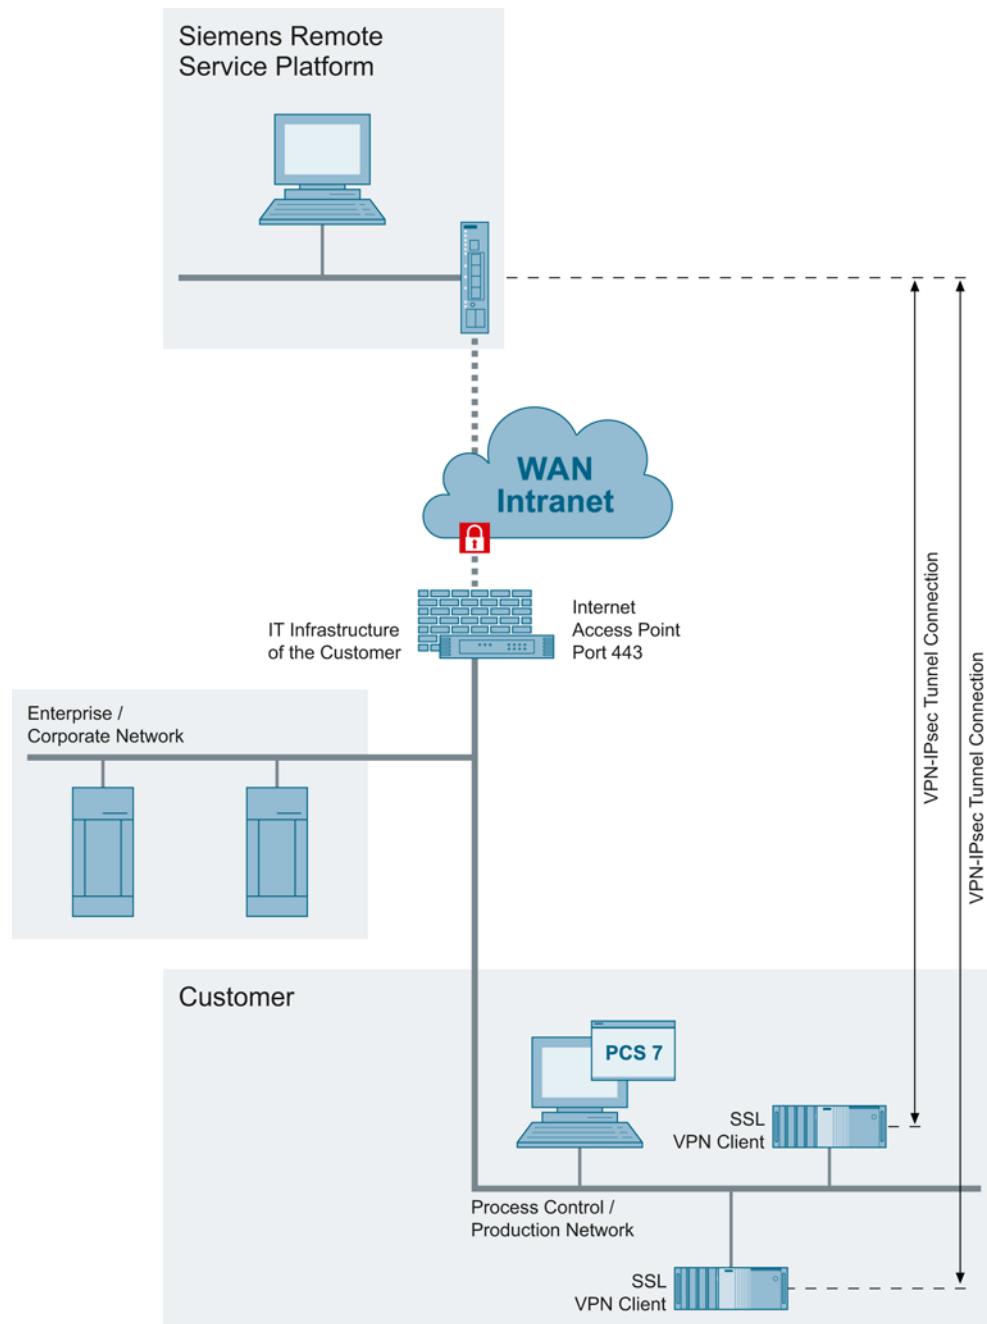 Siemens Remote
Service Platform
WAN
Intranet
IT Infrastructure
of the Customer
Internet
Access Point
Port 443
Enterprise /
Corporate Network
VPN-IPsec Tunnel Connection
VPN-IPsec Tunnel Connection
Customer
PCS 7
SSL
VPN Client
Process Control /
Production Network
SSL
VPN Client